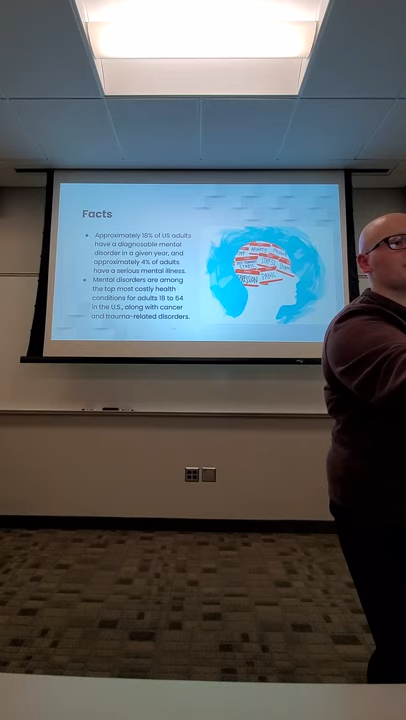 Facts
• Approximately 18% of US adults
have a diagnosable mental
disorder in a given year, and
approximately 4% of adults
have a serious mental illness.
• Mental disorders are among
the top most costly health
conditions for adults 18 to 64
in the U.S., along with cancer
and trauma-related disorders.